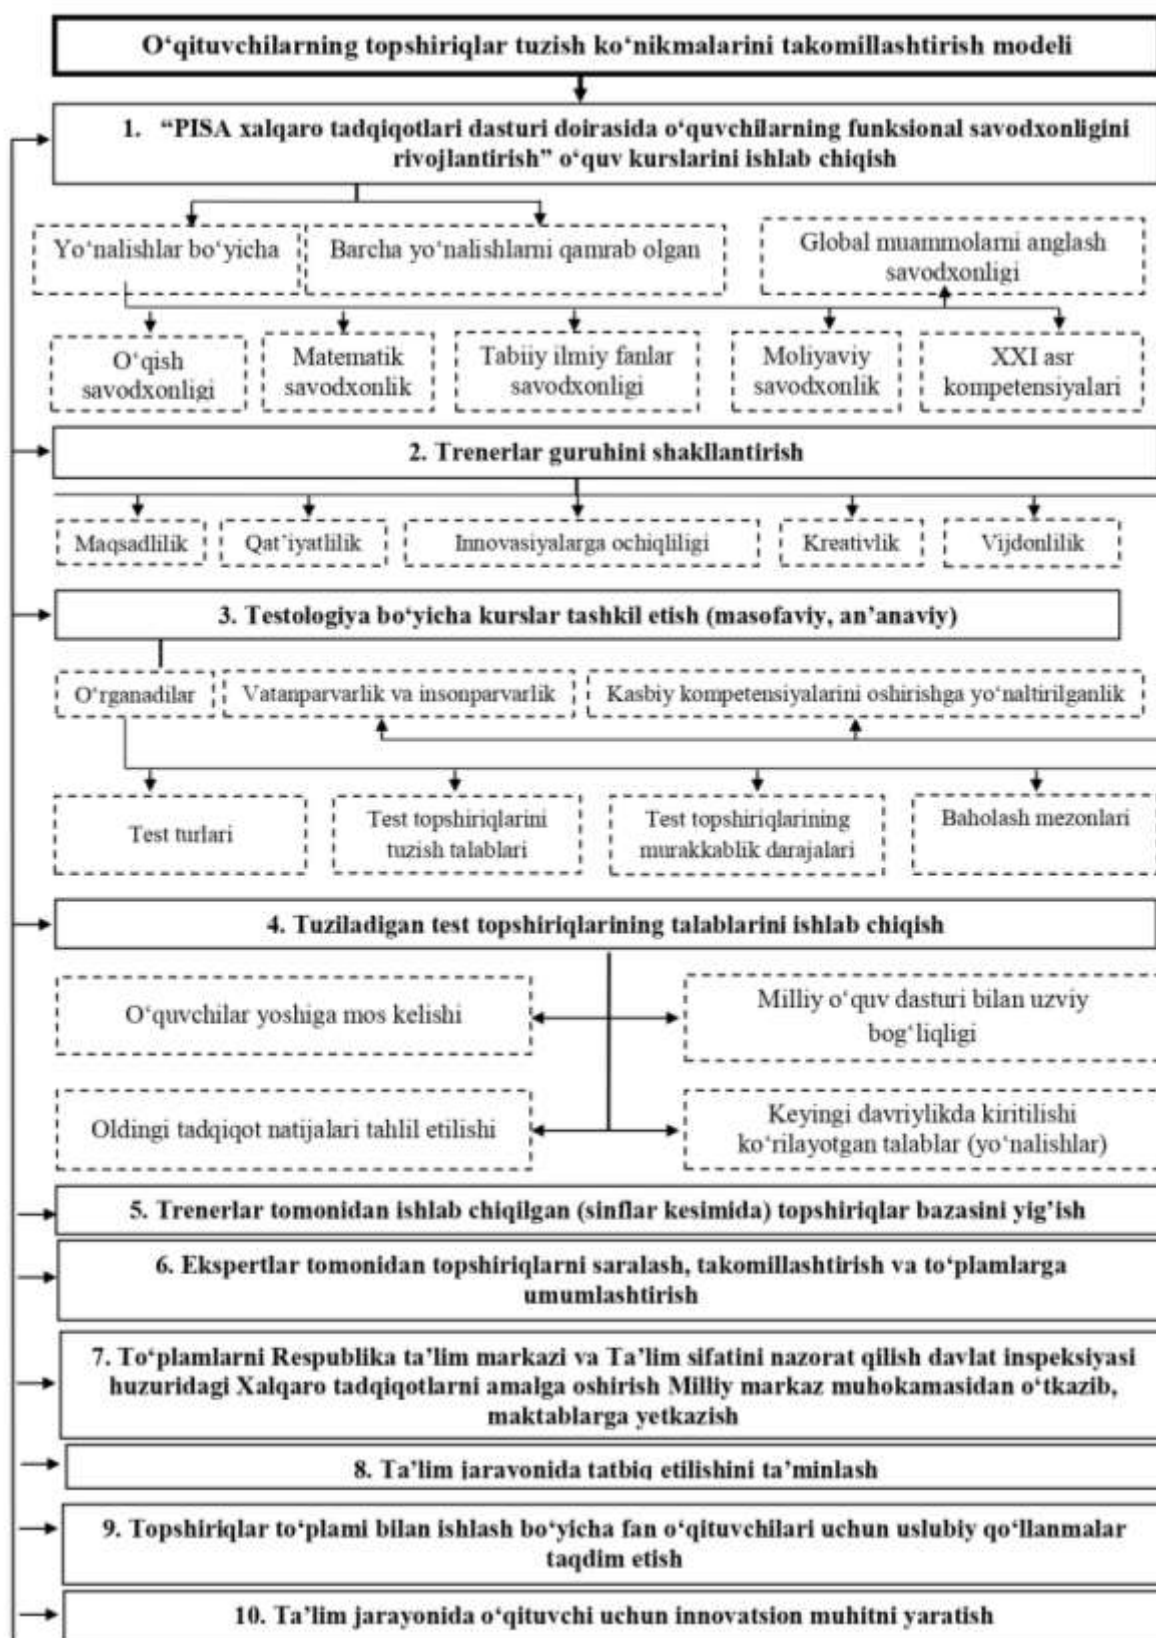 O‘qituvchilarning topshiriqlar tuzish ko‘nikmalarini takomillashtirish modeli
1. “PISA xalqaro tadqiqotlari dasturi doirasida o‘quvchilarning funksional savodxonligini
rivojlantirish” o‘quv kurslarini ishlab chiqish
Yo‘nalishlar bo‘yicha
Barcha yo‘nalishlarni qamrab olgan
Global muammolarni anglash
savodxonligi
O‘qish
savodxonligi
Matematik
savodxonlik
Tabiiy ilmiy fanlar
savodxonligi
Moliyaviy
savodxonlik
XXI asr
kompetensiyalari
2. Trenerlar guruhini shakllantirish
Maqsadlilik
Qat’iyatlilik
Innovasiyalarga ochiqliligi
Kreativlik
Vijdonlilik
3. Testologiya bo‘yicha kurslar tashkil etish (masofaviy, an’anaviy)
O‘rganadilar
Vatanparvarlik va insonparvarlik
Kasbiy kompetensiyalarini oshirishga yo‘naltirilganlik
Test turlari
Test topshiriqlarini
tuzish talablari
Test topshiriqlarining
murakkablik darajalari
Baholash mezonlari
4. Tuziladigan test topshiriqlarining talablarini ishlab chiqish
O‘quvchilar yoshiga mos kelishi
Milliy o‘quv dasturi bilan uzviy
bog‘liqligi
Oldingi tadqiqot natijalari tahlil etilishi
Keyingi davriylikda kiritilishi
ko‘rilayotgan talablar (yo‘nalishlar)
5. Trenerlar tomonidan ishlab chiqilgan (sinflar kesimida) topshiriqlar bazasini yig’ish
6. Ekspertlar tomonidan topshiriqlarni saralash, takomillashtirish va to‘plamlarga
umumlashtirish
7. To‘plamlarni Respublika ta’lim markazi va Ta’lim sifatini nazorat qilish davlat inspeksiyasi
huzuridagi Xalqaro tadqiqotlarni amalga oshirish Milliy markaz muhokamasidan o‘tkazib,
maktablarga yetkazish
8. Ta’lim jarayonida tatbiq etilishini ta’minlash
9. Topshiriqlar to‘plami bilan ishlash bo‘yicha fan o‘qituvchilari uchun uslubiy qo‘llanmalar
taqdim etish
10. Ta’lim jarayonida o‘qituvchi uchun innovatsion muhitni yaratish